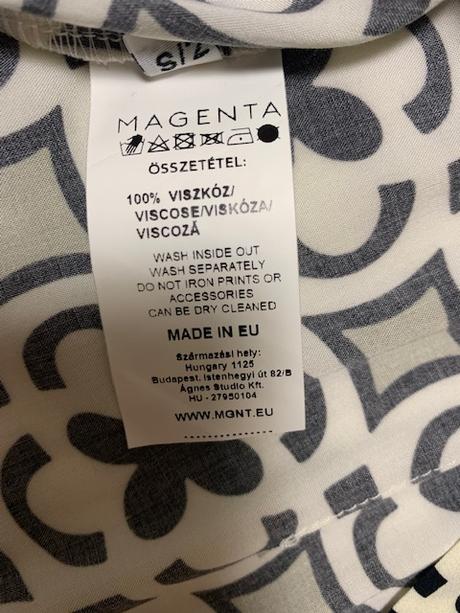 MAGENTA
ÖSSZETÉTEL:
100% VISZKÓZ/
VISCOSE/VISKÓZA/
VISCOZĂ
WASH INSIDE OUT
WASH SEPARATELY
DO NOT IRON PRINTS OR
ACCESSORIES
CAN BE DRY CLEANED
MADE IN EU
Származási hely:
Hungary 1125
Budapest, Istenhegyi út 82/B
Ágnes Studio Kft.
HU - 27950104
WWW.MGNT.EU